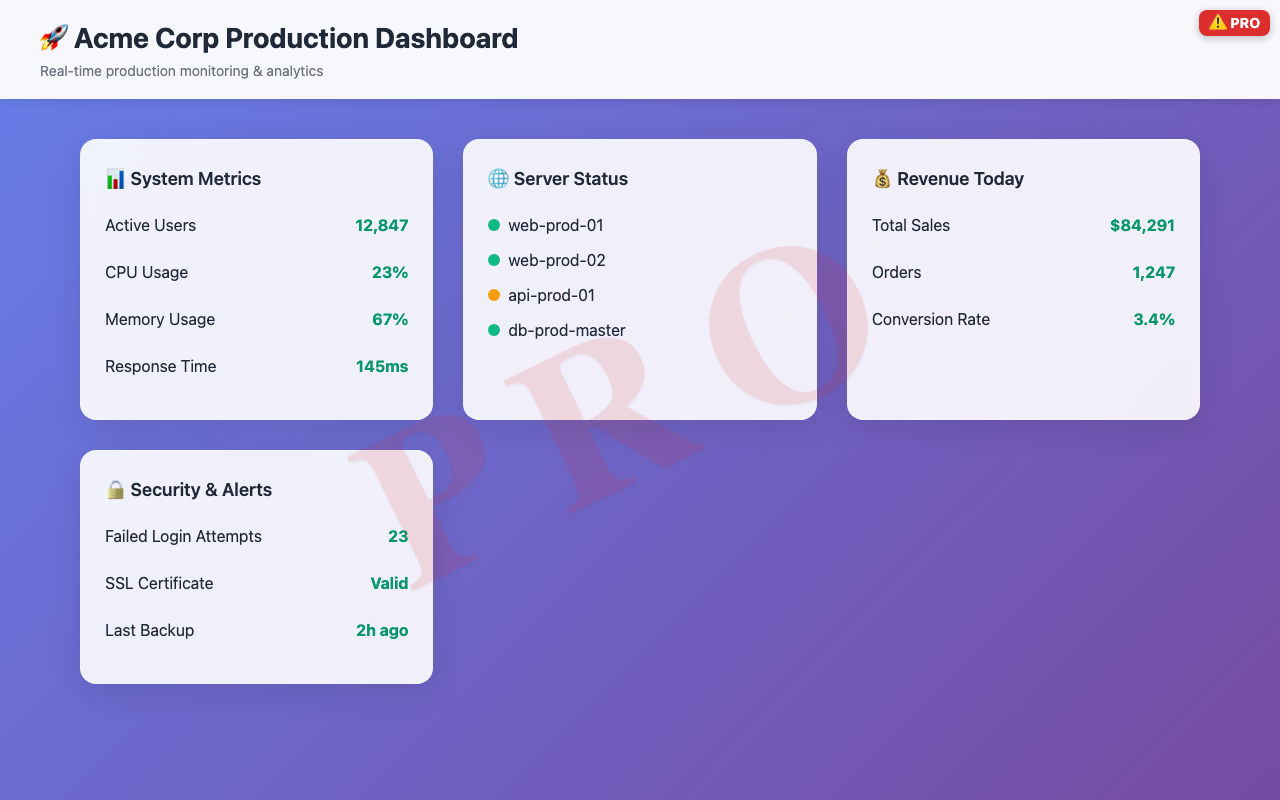 🚀 Acme Corp Production Dashboard
Real-time production monitoring & analytics
⚠️ PRO
📊 System Metrics
Active Users 12,847
CPU Usage 23%
Memory Usage 67%
Response Time 145ms
🌐 Server Status
web-prod-01
web-prod-02
api-prod-01
db-prod-master
💰 Revenue Today
Total Sales $84,291
Orders 1,247
Conversion Rate 3.4%
🔒 Security & Alerts
Failed Login Attempts 23
SSL Certificate Valid
Last Backup 2h ago
PRO